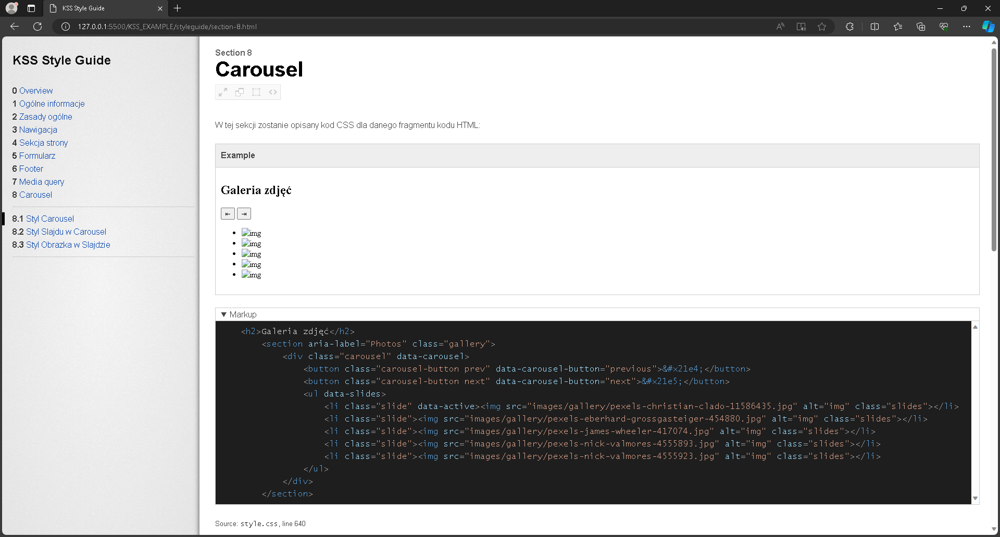 KSS Style Guide
127.0.0.1:5500/KSS_EXAMPLE/styleguide/section-8.html
KSS Style Guide
0 Overview
1 Ogólne informacje
2 Zasady ogólne
3 Nawigacja
4 Sekcja strony
5 Formularz
6 Footer
7 Media query
8 Carousel
8.1 Styl Carousel
8.2 Styl Slajdu w Carousel
8.3 Styl Obrazka w Slajdzie
Section 8
Carousel
W tej sekcji zostanie opisany kod CSS dla danego fragmentu kodu HTML:
Example
Galeria zdjęć
⇤ ⇥
img
img
img
img
img
▼ Markup
<h2>Galeria zdjęć</h2>
<section aria-label="Photos" class="gallery">
<div class="carousel" data-carousel>
<button class="carousel-button prev" data-carousel-button="previous">&#x21e4;</button>
<button class="carousel-button next" data-carousel-button="next">&#x21e5;</button>
<ul data-slides>
<li class="slide" data-active><img src="images/gallery/pexels-christian-clado-11586435.jpg" alt="img" class="slides"></li>
<li class="slide"><img src="images/gallery/pexels-eberhard-grossgasteiger-454880.jpg" alt="img" class="slides"></li>
<li class="slide"><img src="images/gallery/pexels-james-wheeler-417074.jpg" alt="img" class="slides"></li>
<li class="slide"><img src="images/gallery/pexels-nick-valmores-4555893.jpg" alt="img" class="slides"></li>
<li class="slide"><img src="images/gallery/pexels-nick-valmores-4555923.jpg" alt="img" class="slides"></li>
</ul>
</div>
</section>
Source: style.css, line 640